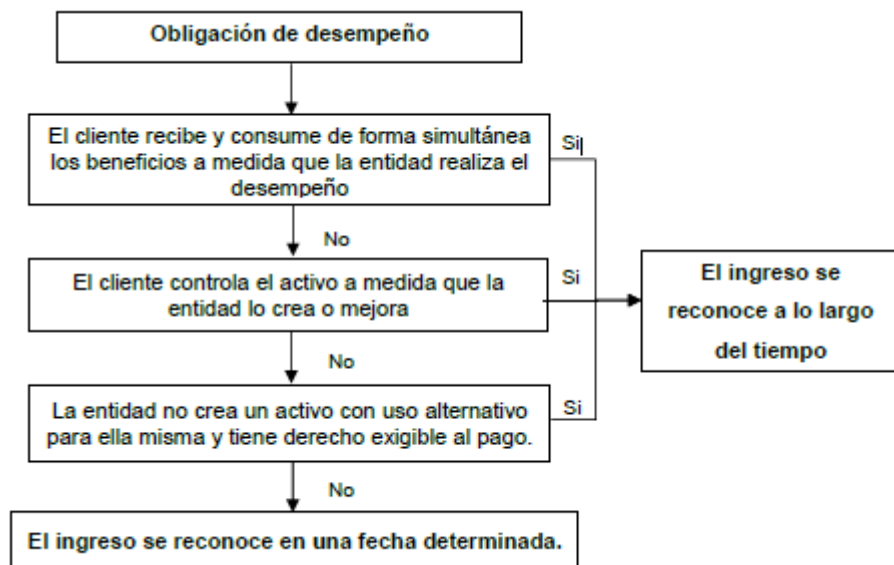 Obligación de desempeño
El cliente recibe y consume de forma simultánea
los beneficios a medida que la entidad realiza el
desempeño
Si
No
El cliente controla el activo a medida que la
entidad lo crea o mejora
Si
El ingreso se
reconoce a lo largo
del tiempo
No
La entidad no crea un activo con uso alternativo
para ella misma y tiene derecho exigible al pago.
Si
No
El ingreso se reconoce en una fecha determinada.